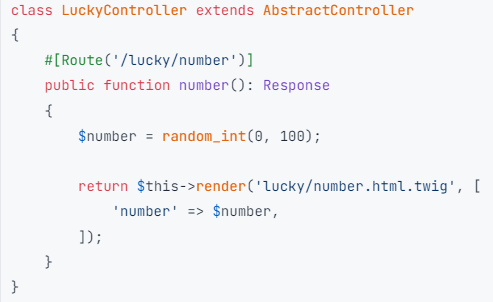 class LuckyController extends AbstractController
{
    #[Route('/lucky/number')]
    public function number(): Response
    {
        $number = random_int(0, 100);

        return $this->render('lucky/number.html.twig', [
            'number' => $number,
        ]);
    }
}